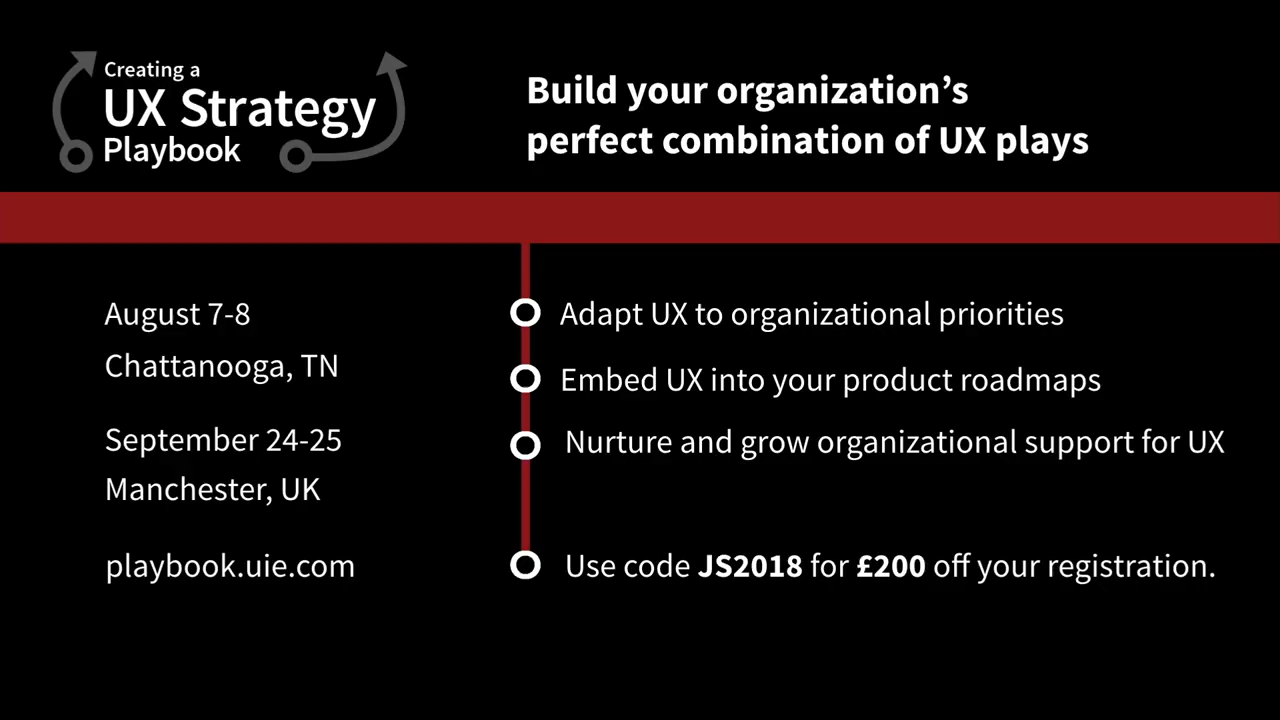 Creating a
UX Strategy
Playbook
Build your organization’s
perfect combination of UX plays
August 7-8
Chattanooga, TN
September 24-25
Manchester, UK
playbook.uie.com
Adapt UX to organizational priorities
Embed UX into your product roadmaps
Nurture and grow organizational support for UX
Use code JS2018 for £200 off your registration.